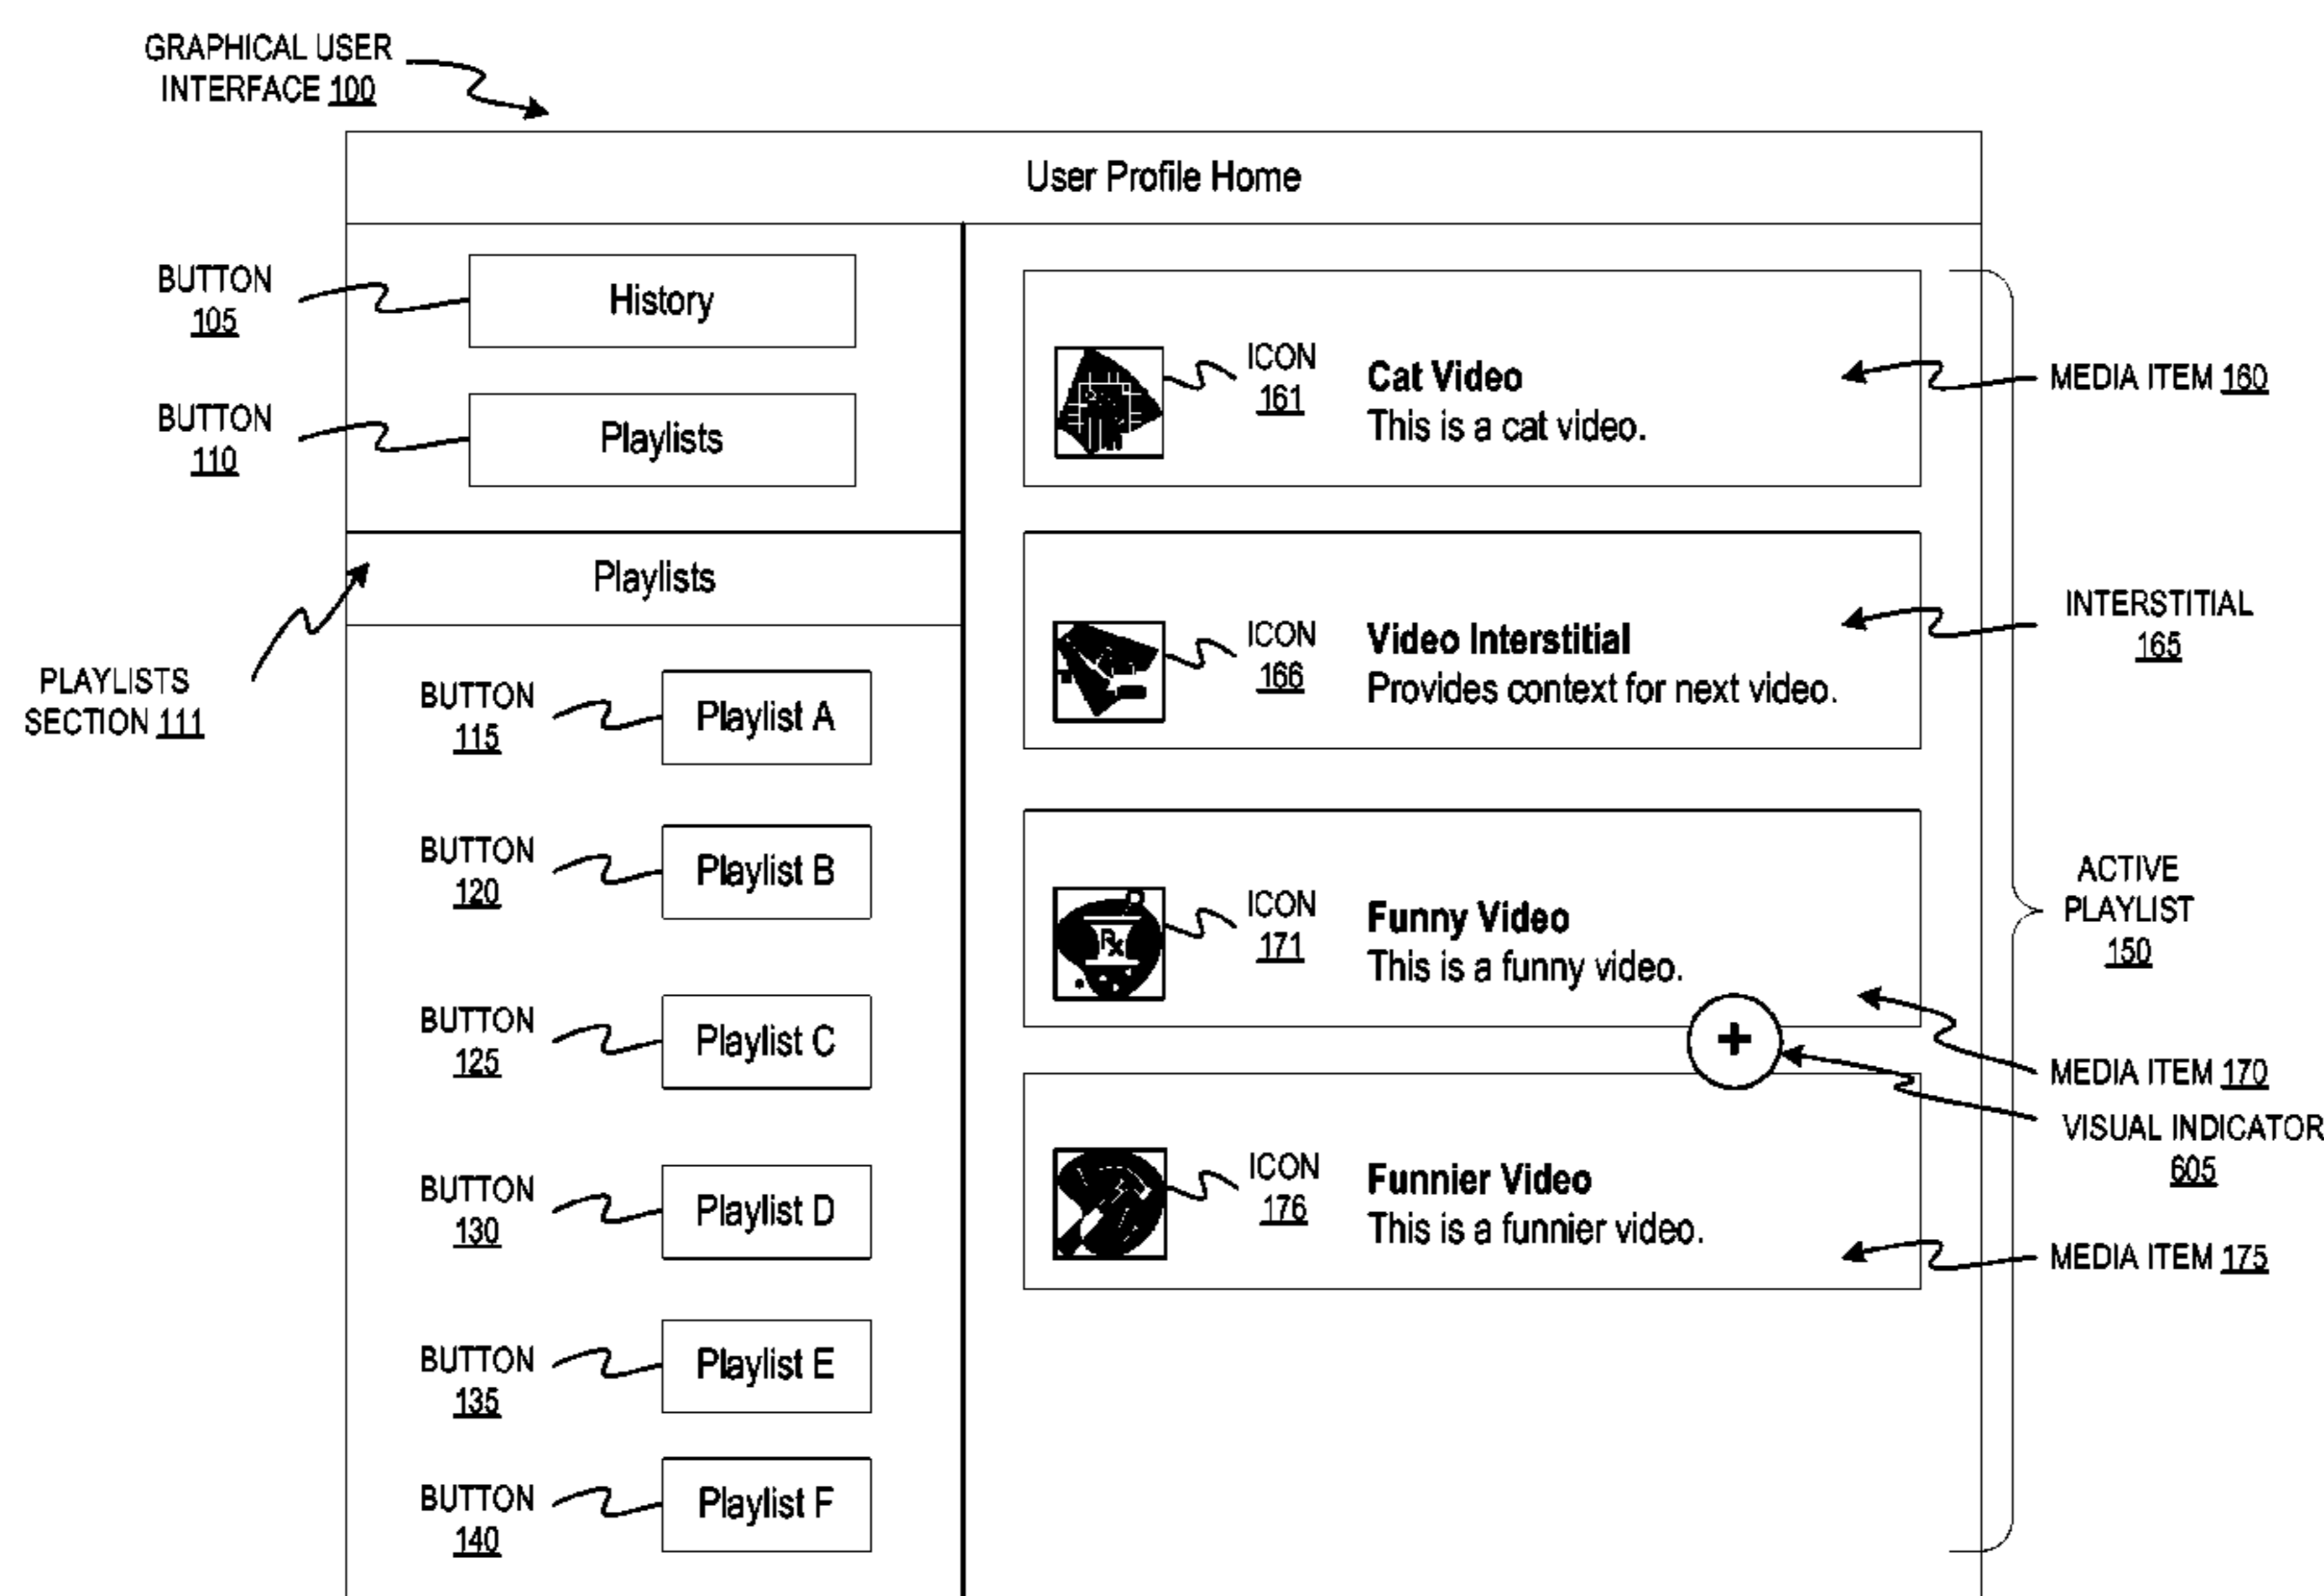 GRAPHICAL USER
INTERFACE 100
User Profile Home
BUTTON
105
History
BUTTON
110
Playlists
Playlists
PLAYLISTS
SECTION 111
BUTTON
115
Playlist A
BUTTON
120
Playlist B
BUTTON
125
Playlist C
BUTTON
130
Playlist D
BUTTON
135
Playlist E
BUTTON
140
Playlist F
ICON
161
Cat Video
This is a cat video.
MEDIA ITEM 160
ICON
166
Video Interstitial
Provides context for next video.
INTERSTITIAL
165
Rx
ICON
171
Funny Video
This is a funny video.
+
ACTIVE
PLAYLIST
150
MEDIA ITEM 170
VISUAL INDICATOR
605
ICON
176
Funnier Video
This is a funnier video.
MEDIA ITEM 175